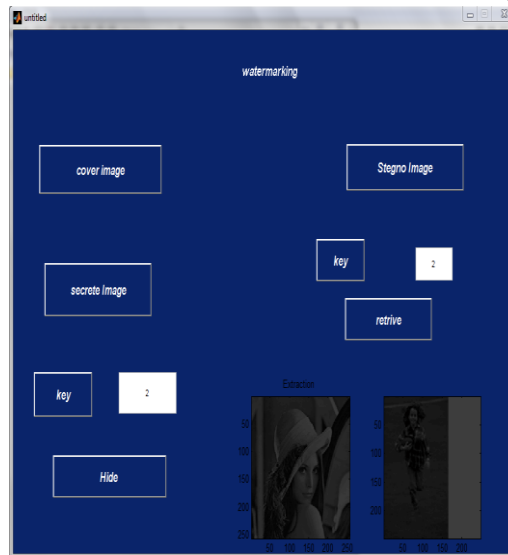 untitled
watermarking
cover image
Stegno Image
key
2
secrete Image
retrive
key
2
Hide
Extraction
50
100
150
200
250
50 100 150 200 250
50
100
150
200
50 100 150 200